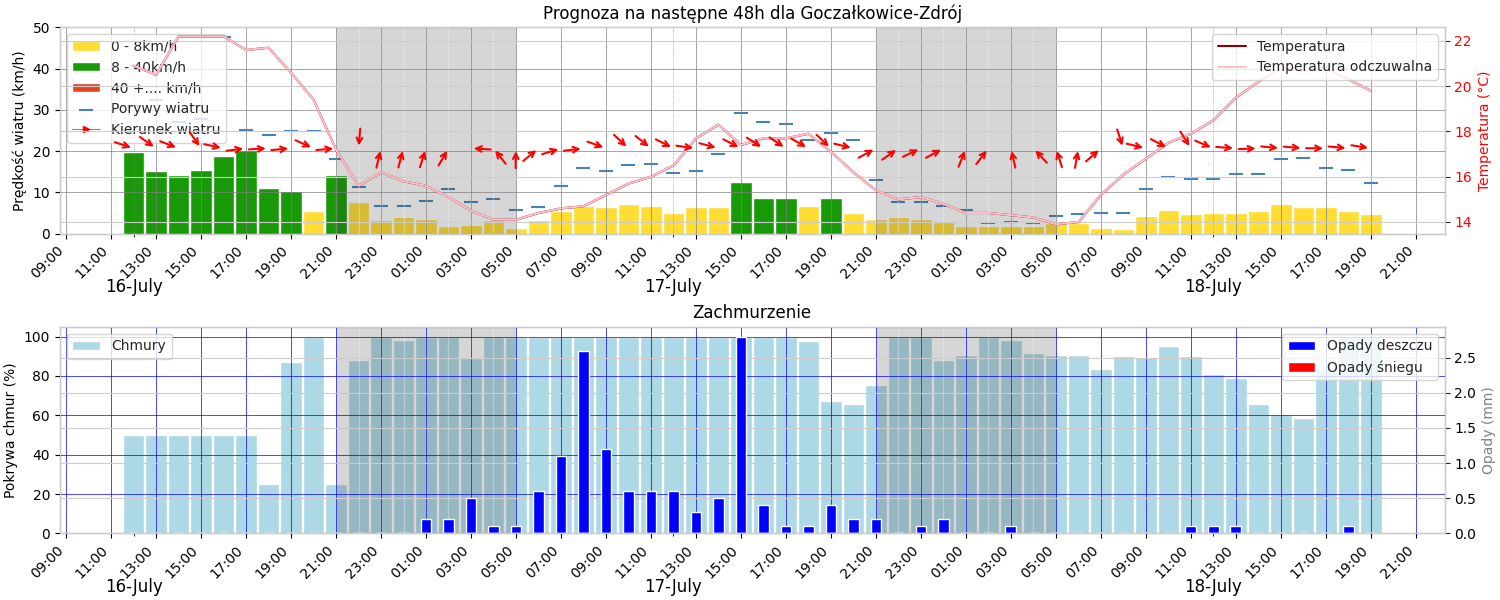 Prognoza na następne 48h dla Goczałkowice-Zdrój
Prędkość wiatru (km/h)
50
40
30
20
10
0
0 - 8km/h
8 - 40km/h
40 +.... km/h
Porywy wiatru
Kierunek wiatru
Temperatura
Temperatura odczuwalna
22
20
18
16
14
Temperatura (°C)
09:00 11:00 13:00 15:00 17:00 19:00 21:00 23:00 01:00 03:00 05:00 07:00 09:00 11:00 13:00 15:00 17:00 19:00 21:00 23:00 01:00 03:00 05:00 07:00 09:00 11:00 13:00 15:00 17:00 19:00 21:00
16-July 17-July 18-July
Zachmurzenie
Pokrywa chmur (%)
100
80
60
40
20
0
Chmury
Opady deszczu
Opady śniegu
2.5
2.0
1.5
1.0
0.5
0.0
Opady (mm)
09:00 11:00 13:00 15:00 17:00 19:00 21:00 23:00 01:00 03:00 05:00 07:00 09:00 11:00 13:00 15:00 17:00 19:00 21:00 23:00 01:00 03:00 05:00 07:00 09:00 11:00 13:00 15:00 17:00 19:00 21:00
16-July 17-July 18-July